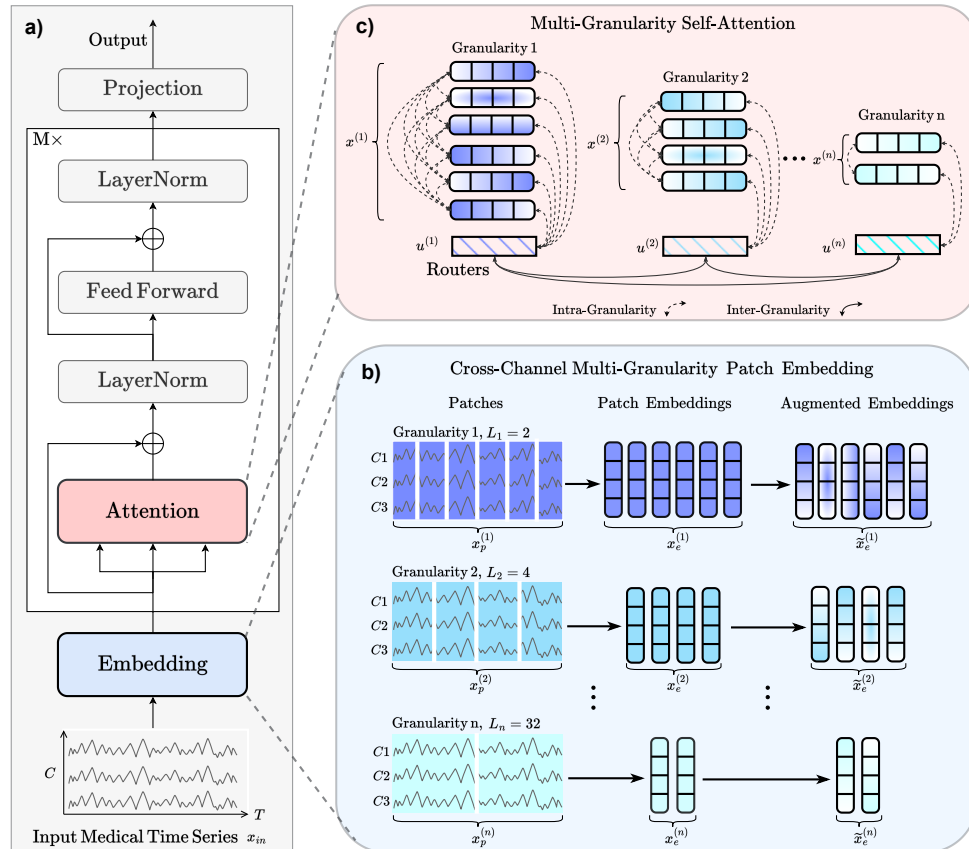 a)
Output
Projection
M×
LayerNorm
Feed Forward
LayerNorm
Attention
Embedding
C
T
Input Medical Time Series x_{in}
c)
Multi-Granularity Self-Attention
Granularity 1
Granularity 2
Granularity n
x^{(1)}
x^{(2)}
x^{(n)}
u^{(1)}
u^{(2)}
u^{(n)}
Routers
Intra-Granularity
Inter-Granularity
b)
Cross-Channel Multi-Granularity Patch Embedding
Patches
Patch Embeddings
Augmented Embeddings
Granularity 1, L_1 = 2
C1
C2
C3
x_p^{(1)}
x_e^{(1)}
x̃_e^{(1)}
Granularity 2, L_2 = 4
C1
C2
C3
x_p^{(2)}
x_e^{(2)}
x̃_e^{(2)}
Granularity n, L_n = 32
C1
C2
C3
x_p^{(n)}
x_e^{(n)}
x̃_e^{(n)}